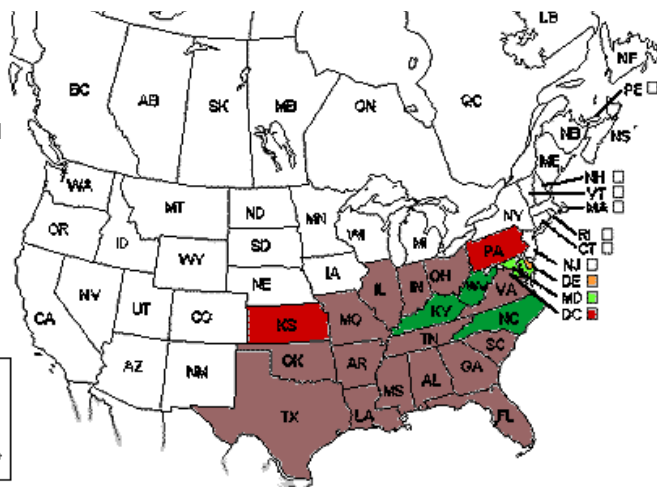 LB
NF
BC
AB
SK
MB
ON
QC
PE
NB
NS
ME
WA
MT
ND
MN
NH
VT
MA
OR
ID
SD
WI
MI
NY
RI
CT
WY
IA
PA
NJ
NE
OH
DE
NV
UT
CO
IL
IN
WV
VA
MD
CA
KS
MO
KY
NC
DC
AZ
NM
OK
AR
TN
SC
MS
AL
GA
TX
LA
FL